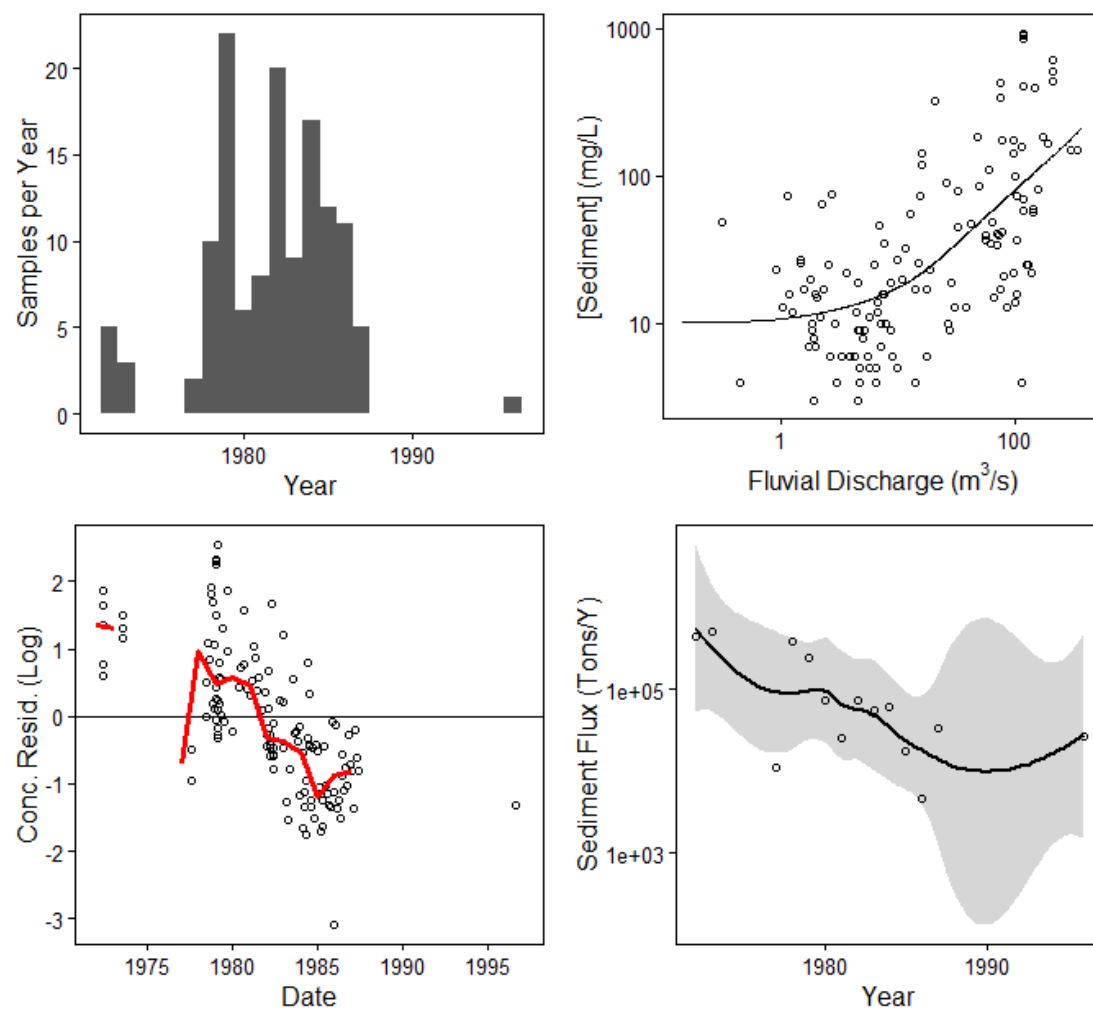 Samples per Year
20
15
10
5
0
1980
1990
Year
[Sediment] (mg/L)
1000
100
10
1
100
Fluvial Discharge (m³/s)
Conc. Resid. (Log)
2
1
0
-1
-2
-3
1975
1980
1985
1990
1995
Date
Sediment Flux (Tons/Y)
1e+05
1e+03
1980
1990
Year